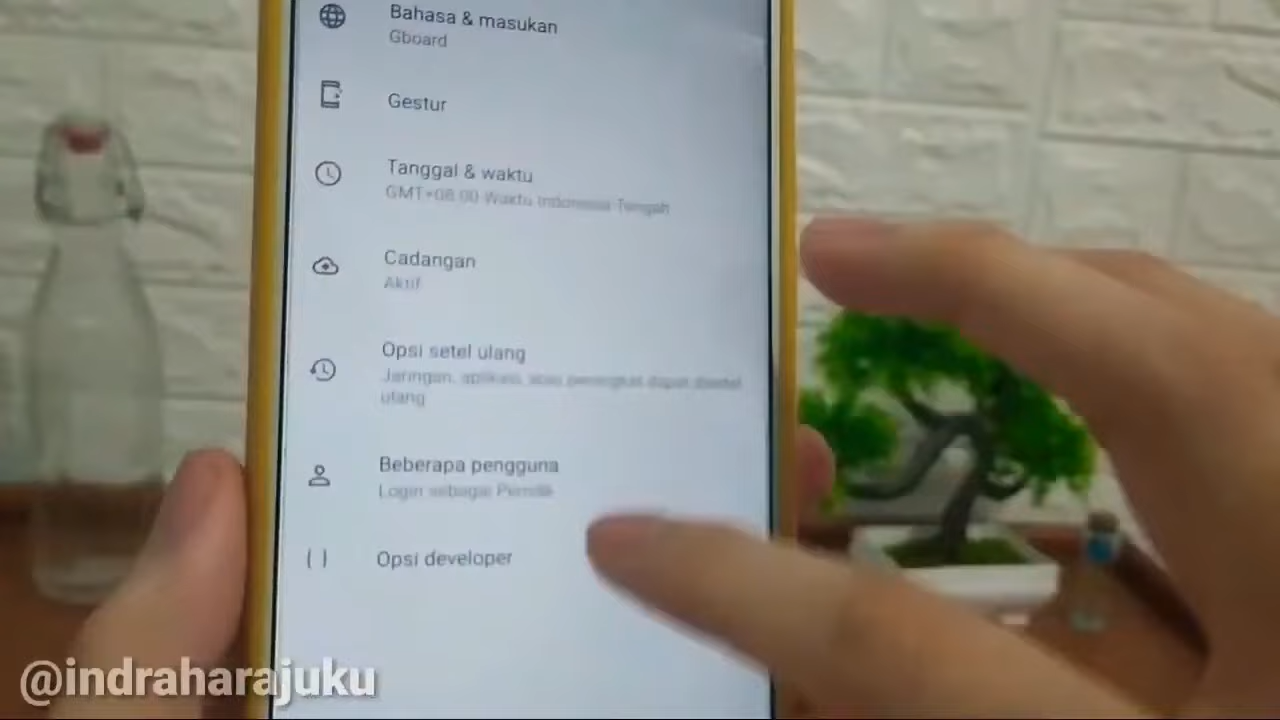 Bahasa & masukan
Gboard
Gestur
Tanggal & waktu
GMT+08.00 Waktu Indonesia Tengah
Cadangan
Aktif
Opsi setel ulang
Jaringan, aplikasi, atau perangkat dapat disetel
ulang
Beberapa pengguna
Login sebagai Pemilik
Opsi developer
@indraharajuku